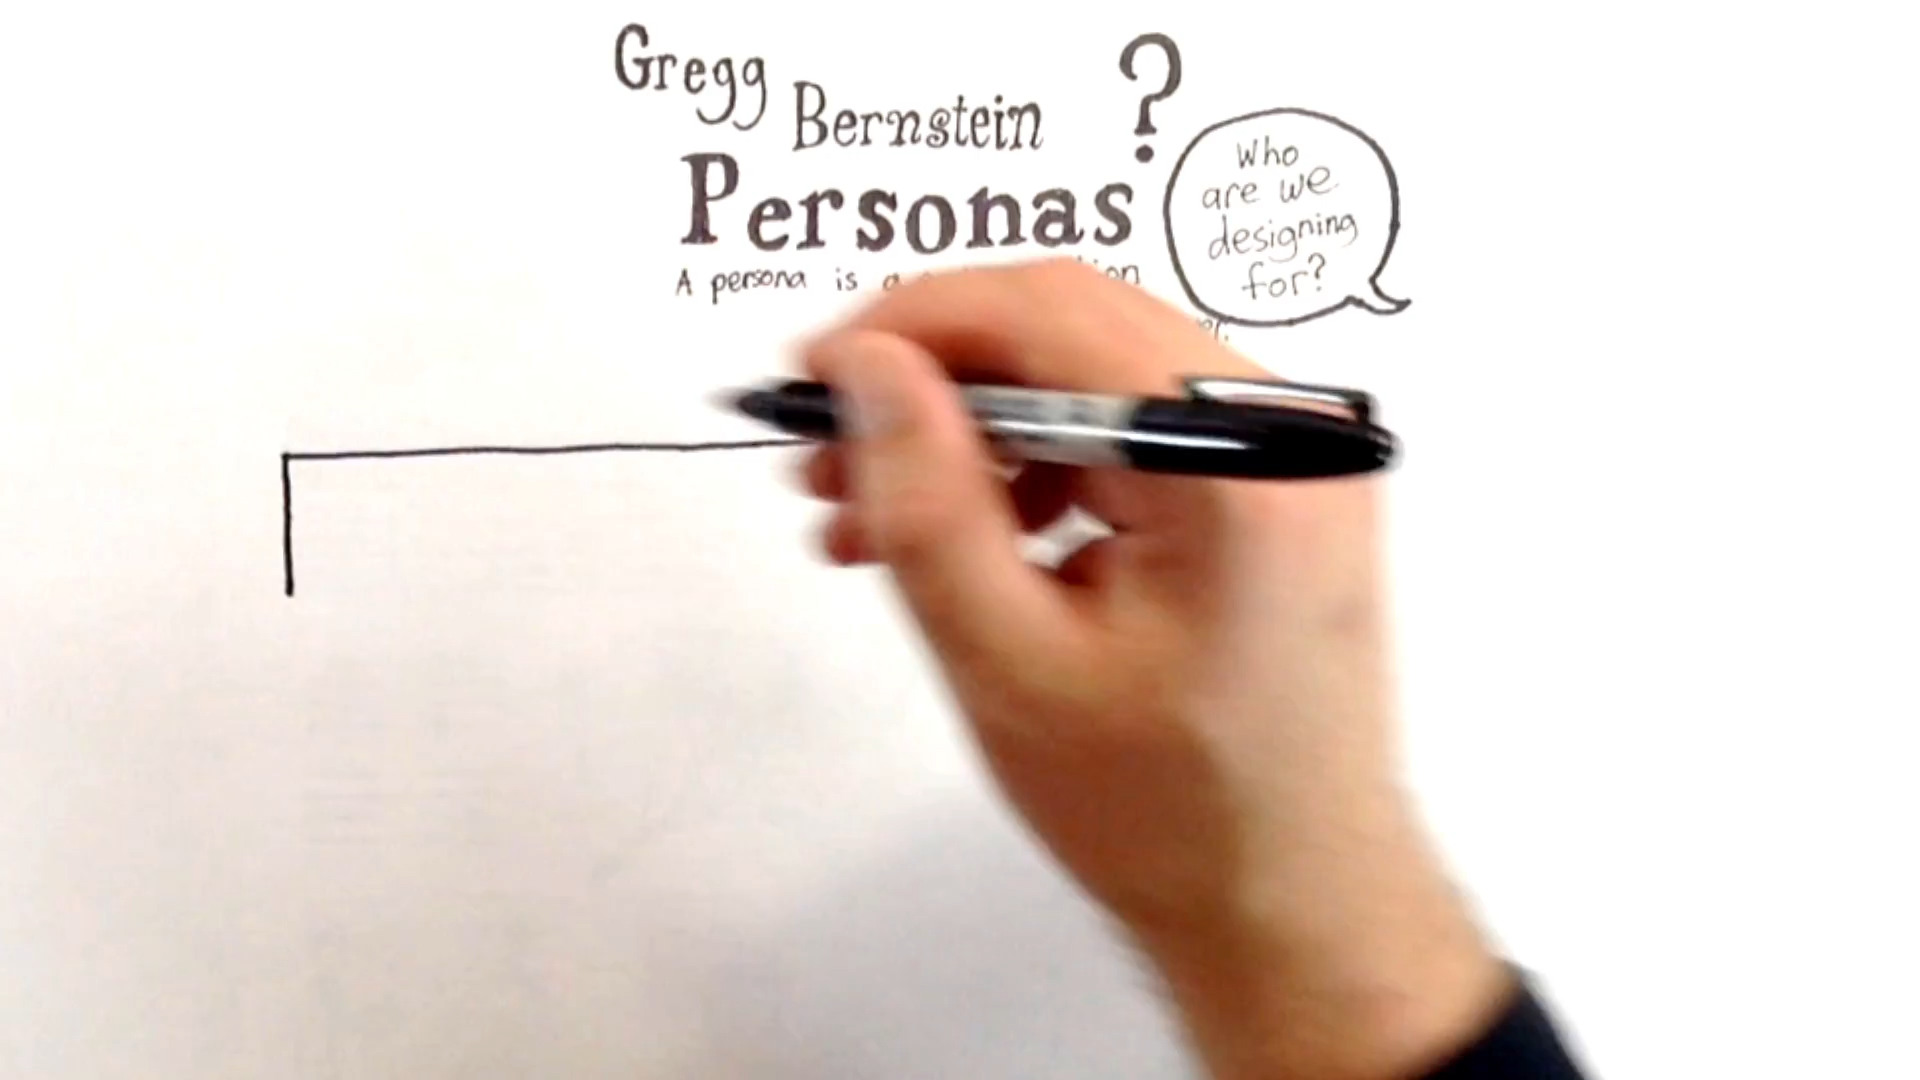 Gregg
Bernstein
?
Personas
A persona is a
Who
are we
designing
for?